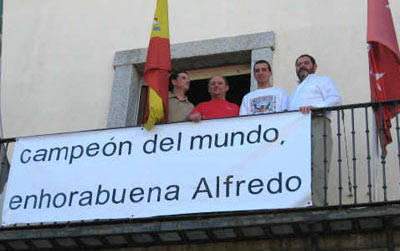 campeón del mundo,
enhorabuena Alfredo